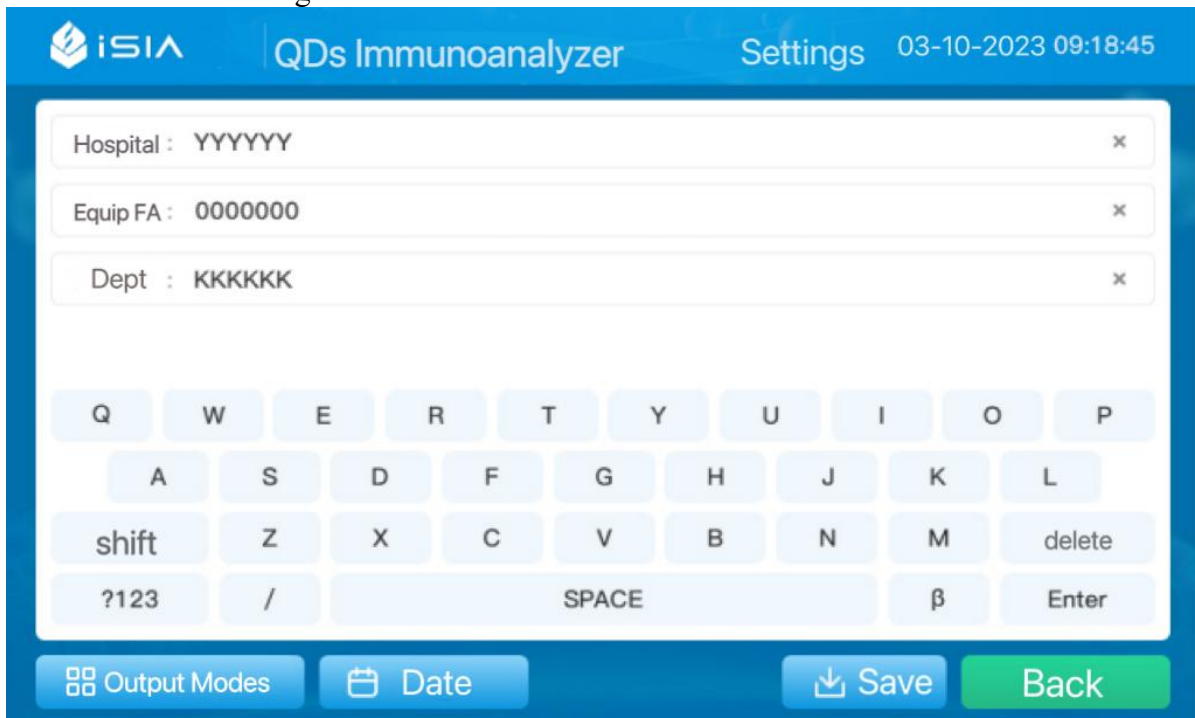 iSIA QDs Immunoanalyzer Settings 03-10-2023 09:18:45
Hospital : YYYYYY ×
Equip FA : 0000000 ×
Dept : KKKKKK ×
Q W E R T Y U I O P
A S D F G H J K L
shift Z X C V B N M delete
?123 / SPACE β Enter
Output Modes Date Save Back